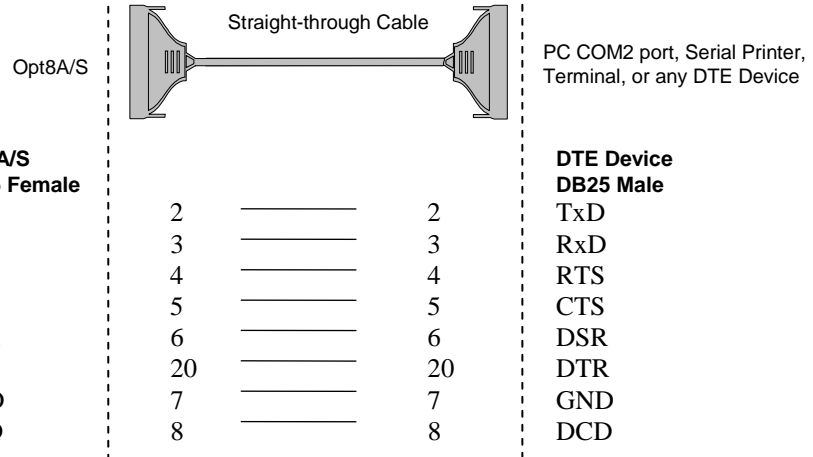 Straight-through Cable
Opt8A/S
PC COM2 port, Serial Printer,
Terminal, or any DTE Device
A/S
Female
DTE Device
DB25 Male
2 2 TxD
3 3 RxD
4 4 RTS
5 5 CTS
6 6 DSR
20 20 DTR
7 7 GND
8 8 DCD